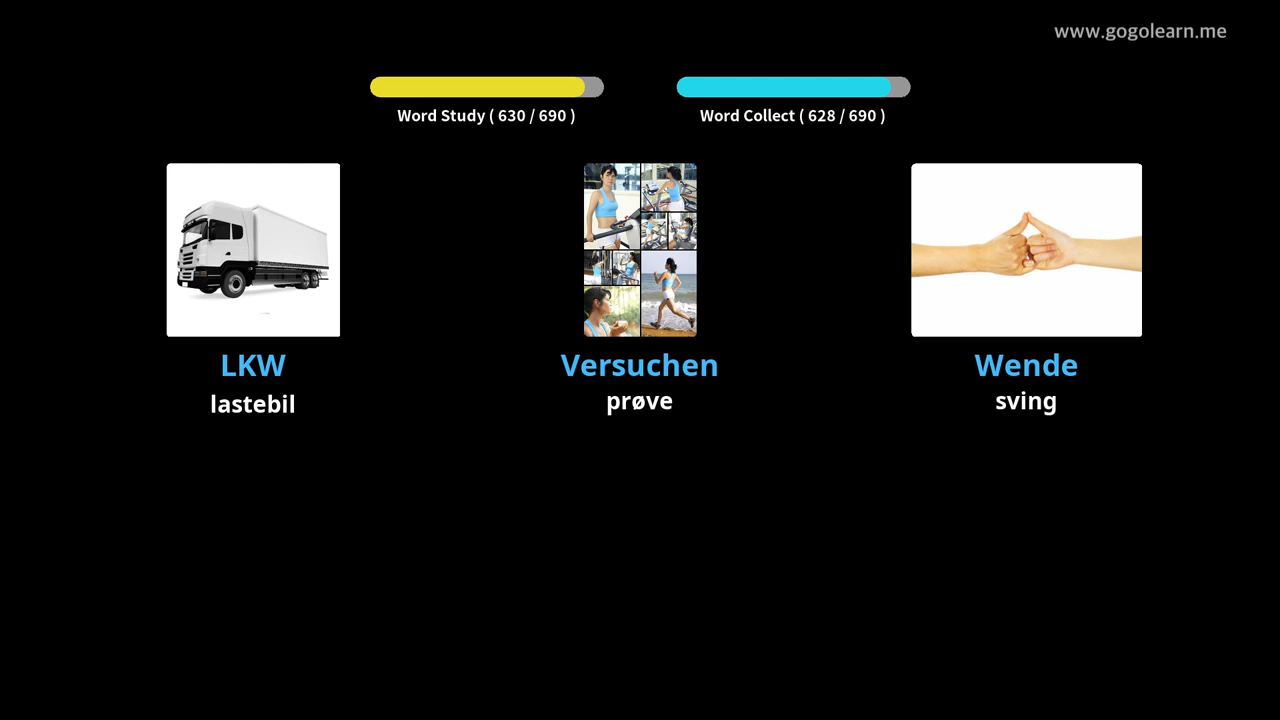 www.gogolearn.me
Word Study ( 630 / 690 )
Word Collect ( 628 / 690 )
LKW
lastebil
Versuchen
prøve
Wende
sving